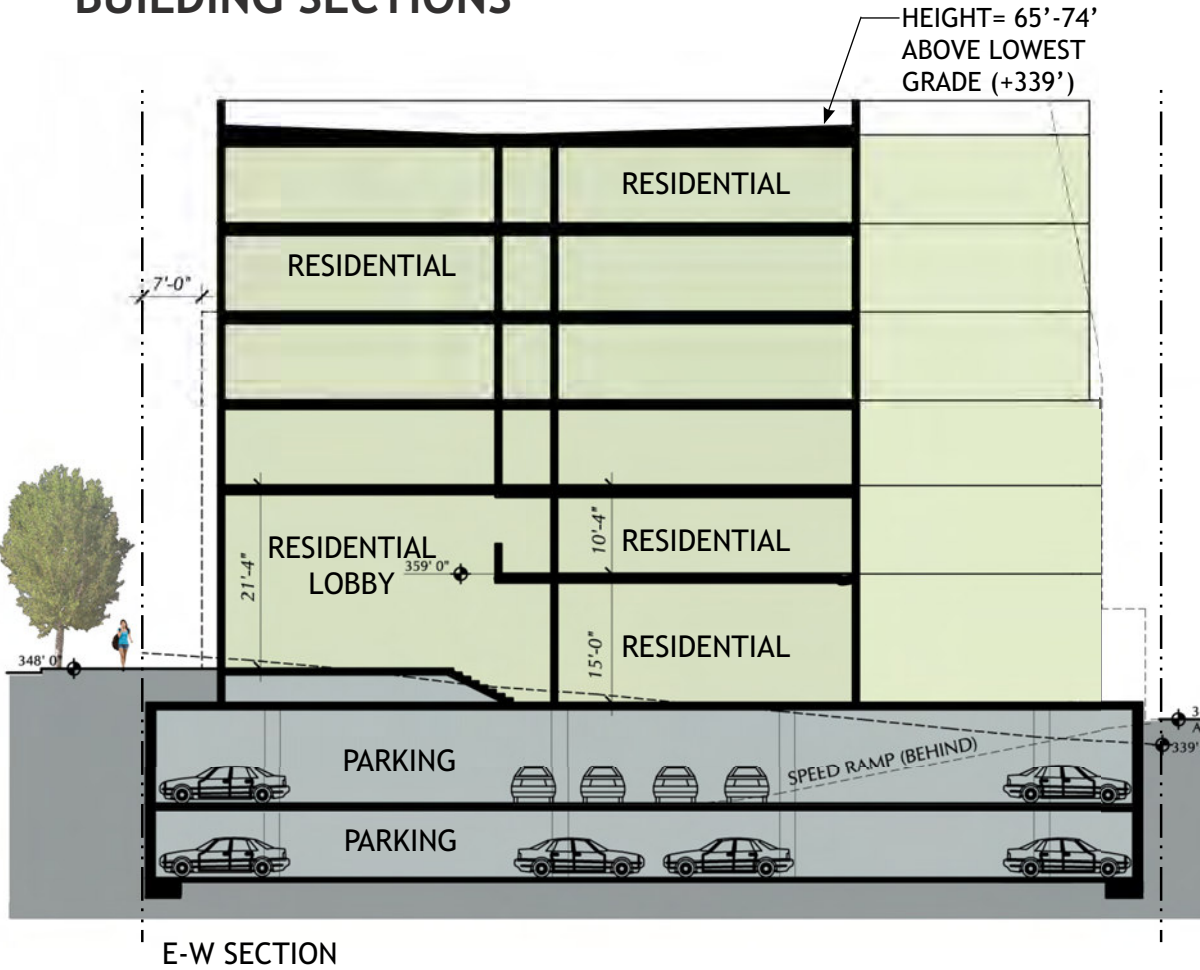 BUILDING SECTIONS
HEIGHT= 65'-74'
ABOVE LOWEST
GRADE (+339')
RESIDENTIAL
RESIDENTIAL
7'-0"
RESIDENTIAL
LOBBY
359' 0"
21'-4"
10'-4"
RESIDENTIAL
15'-0"
RESIDENTIAL
348' 0"
PARKING
SPEED RAMP (BEHIND)
339'
PARKING
E-W SECTION